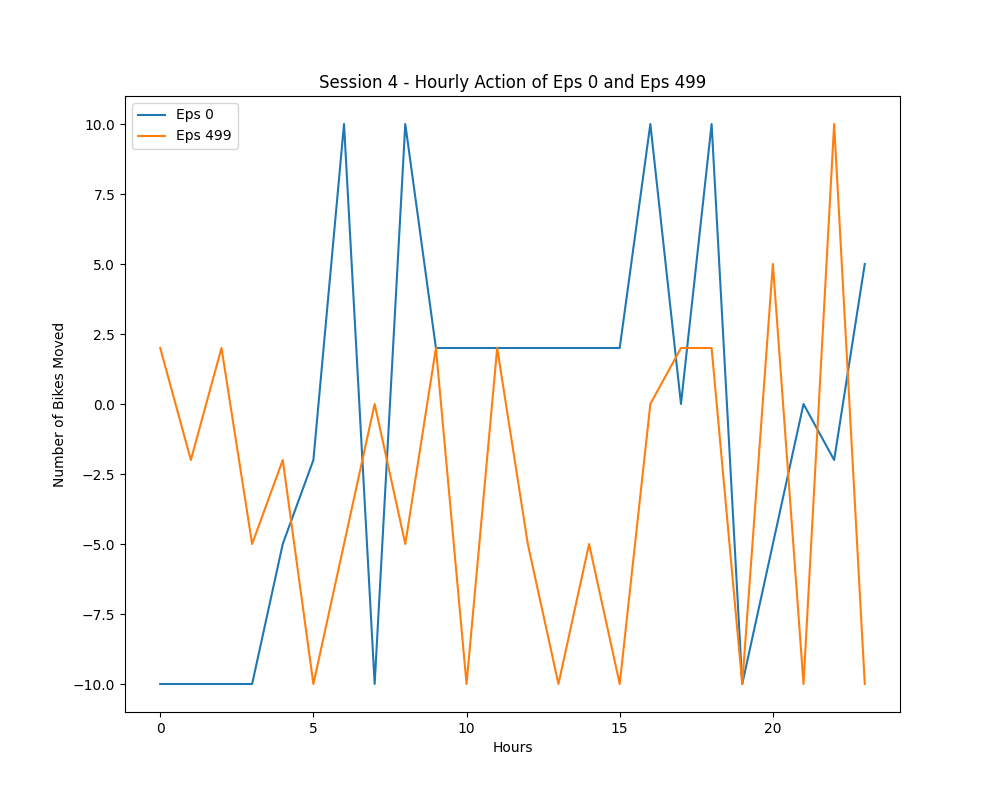 Session 4 - Hourly Action of Eps 0 and Eps 499
Eps 0
Eps 499
Number of Bikes Moved
10.0
7.5
5.0
2.5
0.0
−2.5
−5.0
−7.5
−10.0
0 5 10 15 20
Hours